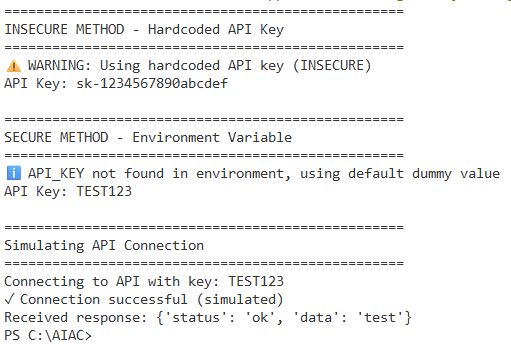 ==================================================
INSECURE METHOD - Hardcoded API Key
==================================================
⚠️ WARNING: Using hardcoded API key (INSECURE)
API Key: sk-1234567890abcdef

==================================================
SECURE METHOD - Environment Variable
==================================================
ℹ️ API_KEY not found in environment, using default dummy value
API Key: TEST123

==================================================
Simulating API Connection
==================================================
Connecting to API with key: TEST123
✓ Connection successful (simulated)
Received response: {'status': 'ok', 'data': 'test'}
PS C:\AIAC>